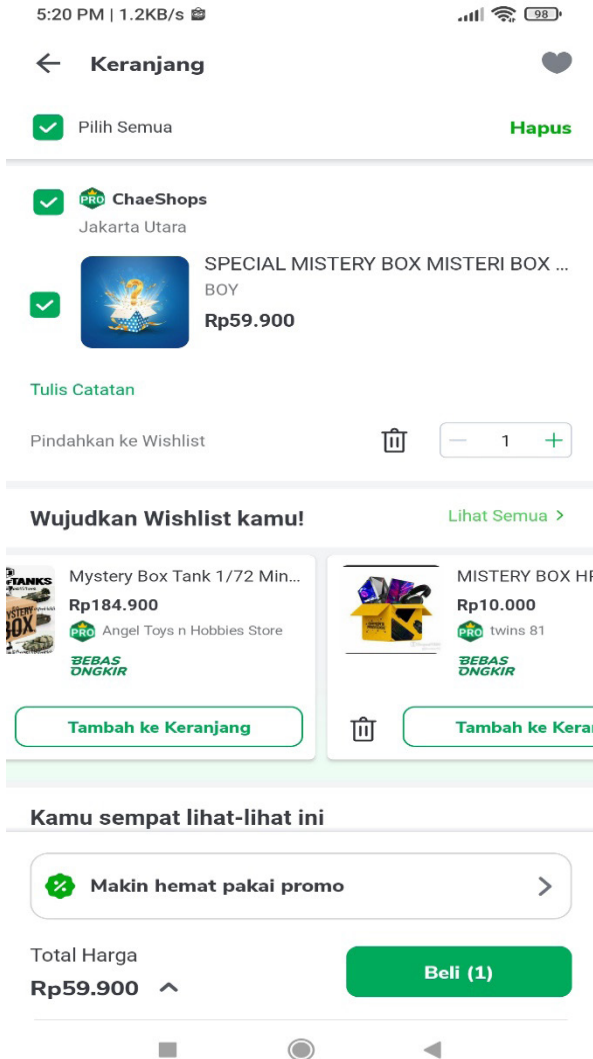 5:20 PM | 1.2KB/s
98
Keranjang
Pilih Semua
Hapus
PRO ChaeShops
Jakarta Utara
SPECIAL MISTERY BOX MISTERI BOX ...
BOY
Rp59.900
Tulis Catatan
Pindahkan ke Wishlist
1
Wujudkan Wishlist kamu!
Lihat Semua
TANKS
MYSTERY
BOX
Mystery Box Tank 1/72 Min...
Rp184.900
PRO Angel Toys n Hobbies Store
BEBAS
ONGKIR
Tambah ke Keranjang
MISTERY BOX HP
Rp10.000
PRO twins 81
BEBAS
ONGKIR
Tambah ke Kera
Kamu sempat lihat-lihat ini
Makin hemat pakai promo
Total Harga
Rp59.900
Beli (1)